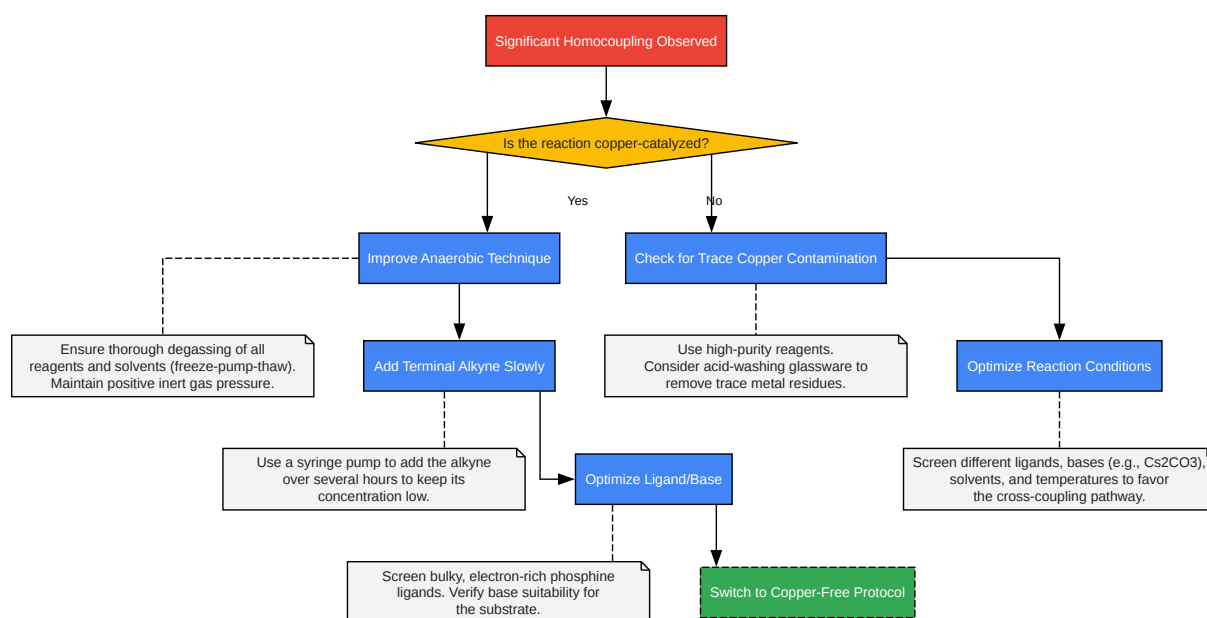 Significant Homocoupling Observed
Is the reaction copper-catalyzed?
Yes
No
Improve Anaerobic Technique
Check for Trace Copper Contamination
Ensure thorough degassing of all
reagents and solvents (freeze-pump-thaw).
Maintain positive inert gas pressure.
Add Terminal Alkyne Slowly
Use high-purity reagents.
Consider acid-washing glassware to
remove trace metal residues.
Optimize Reaction Conditions
Use a syringe pump to add the alkyne
over several hours to keep its
concentration low.
Optimize Ligand/Base
Screen different ligands, bases (e.g., Cs2CO3),
solvents, and temperatures to favor
the cross-coupling pathway.
Screen bulky, electron-rich phosphine
ligands. Verify base suitability for
the substrate.
Switch to Copper-Free Protocol